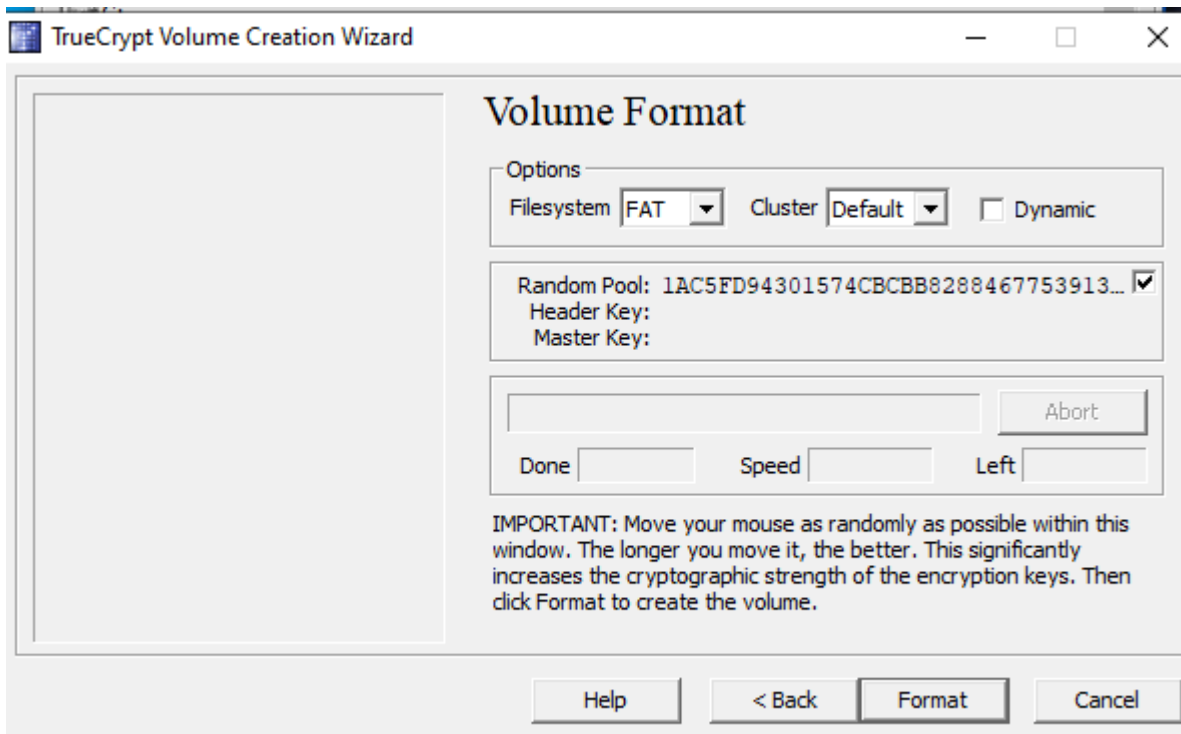 TrueCrypt Volume Creation Wizard
Volume Format
Options
Filesystem FAT Cluster Default Dynamic
Random Pool: 1AC5FD94301574CBCBB8288467753913...
Header Key:
Master Key:
Abort
Done Speed Left
IMPORTANT: Move your mouse as randomly as possible within this
window. The longer you move it, the better. This significantly
increases the cryptographic strength of the encryption keys. Then
click Format to create the volume.
Help < Back Format Cancel